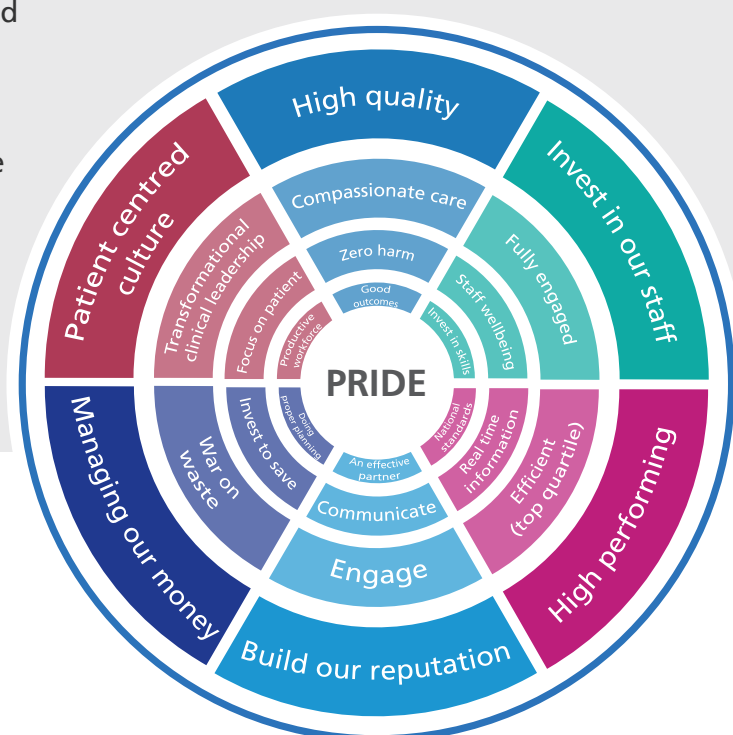 d
e
High quality
Compassionate care
Zero harm
Good
outcomes
Invest in our staff
Fully engaged
Staff wellbeing
Invest in skills
High performing
Efficient
(top quartile)
Real time
information
National
standards
Build our reputation
Engage
Communicate
An effective
partner
Managing our money
War on
waste
Invest to save
Doing
proper planning
Patient centred
culture
Transformational
clinical leadership
Focus on patient
Productive
workforce
PRIDE